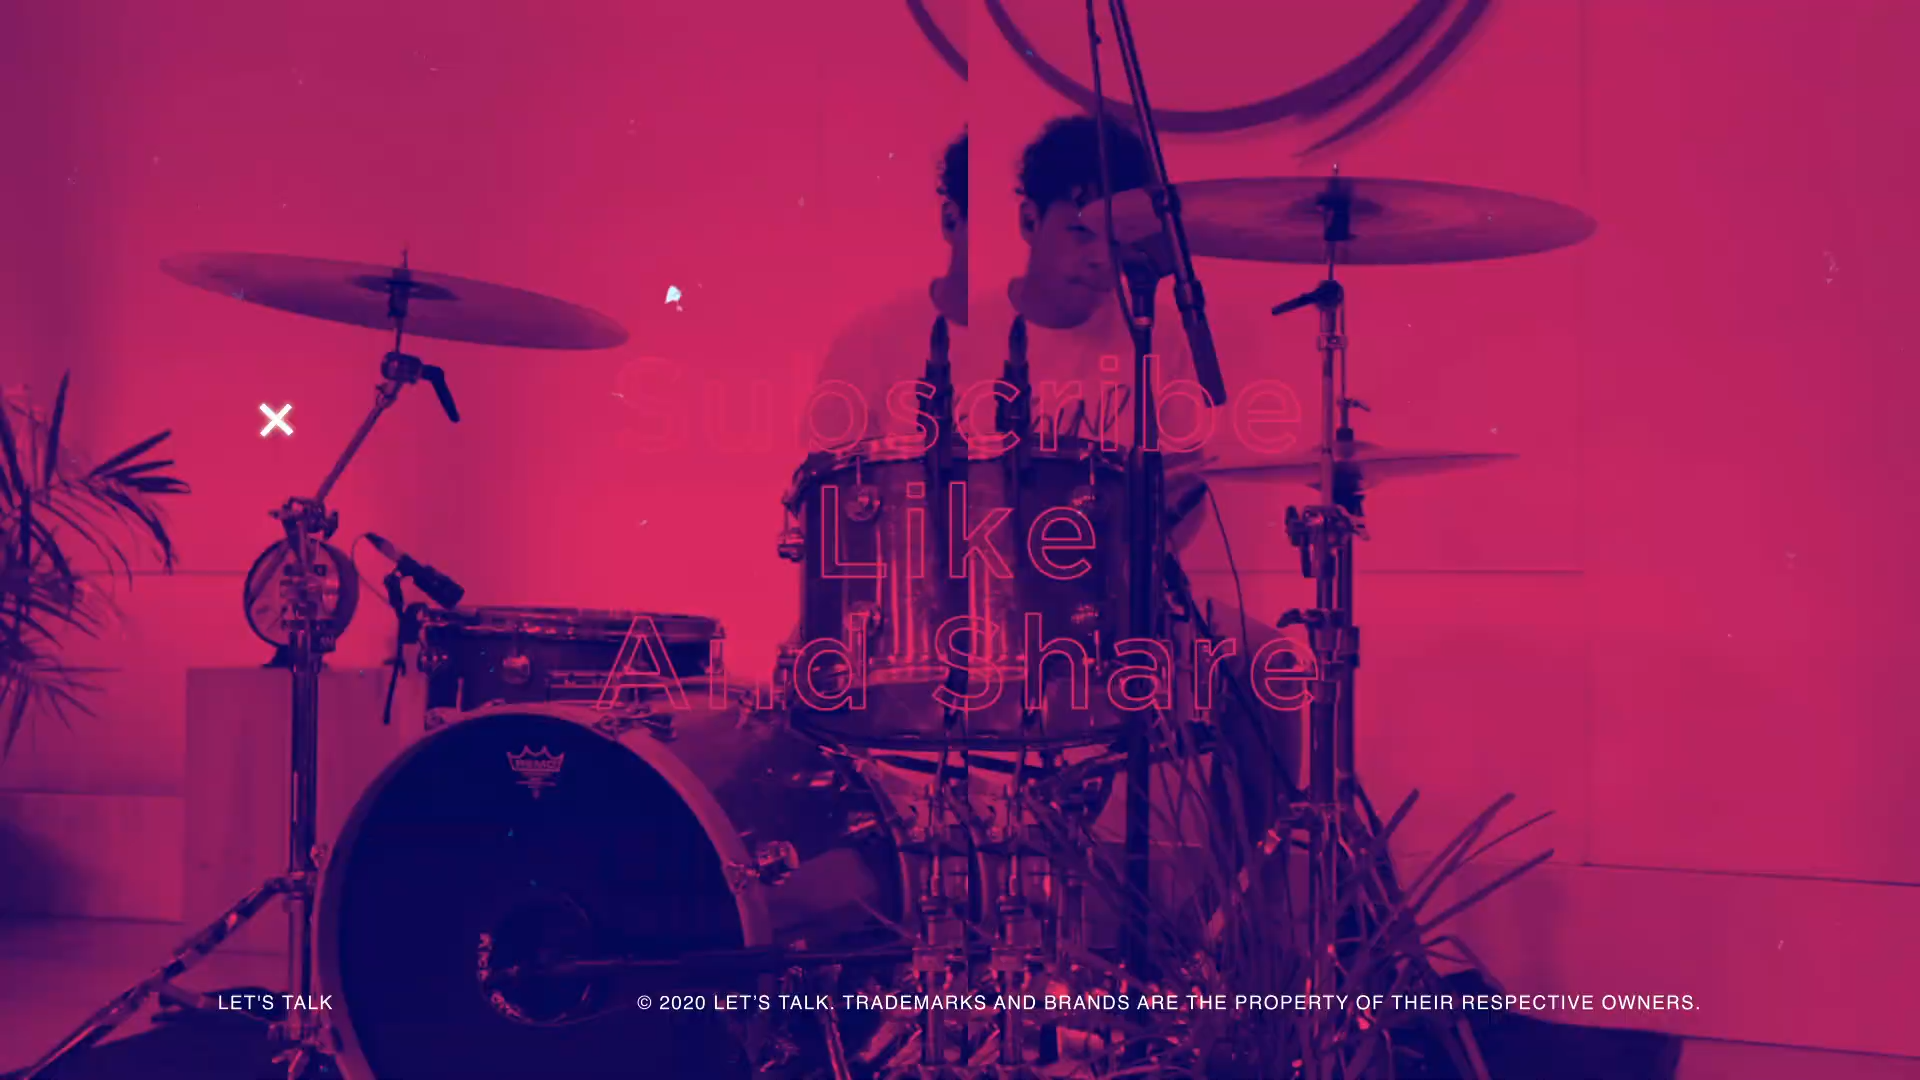 Subscribe
Like
And Share
REMO
LET'S TALK
© 2020 LET’S TALK. TRADEMARKS AND BRANDS ARE THE PROPERTY OF THEIR RESPECTIVE OWNERS.